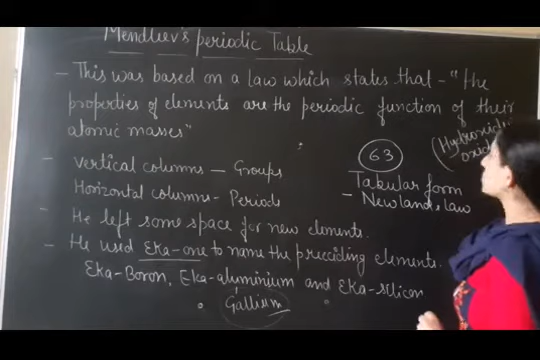 Mendleev's periodic Table
- This was based on a law which states that - "the
properties of elements are the periodic function of their
atomic masses"
- Vertical columns - Groups
Horizontal columns - Periods
63
(Hydroxid
oxid
Tabular form
- Newlands law
- He left some space for new elements.
- He used Eka-one to name the preceiding elements.
Eka-Boron, Eka-aluminium and Eka-silicon
Gallium